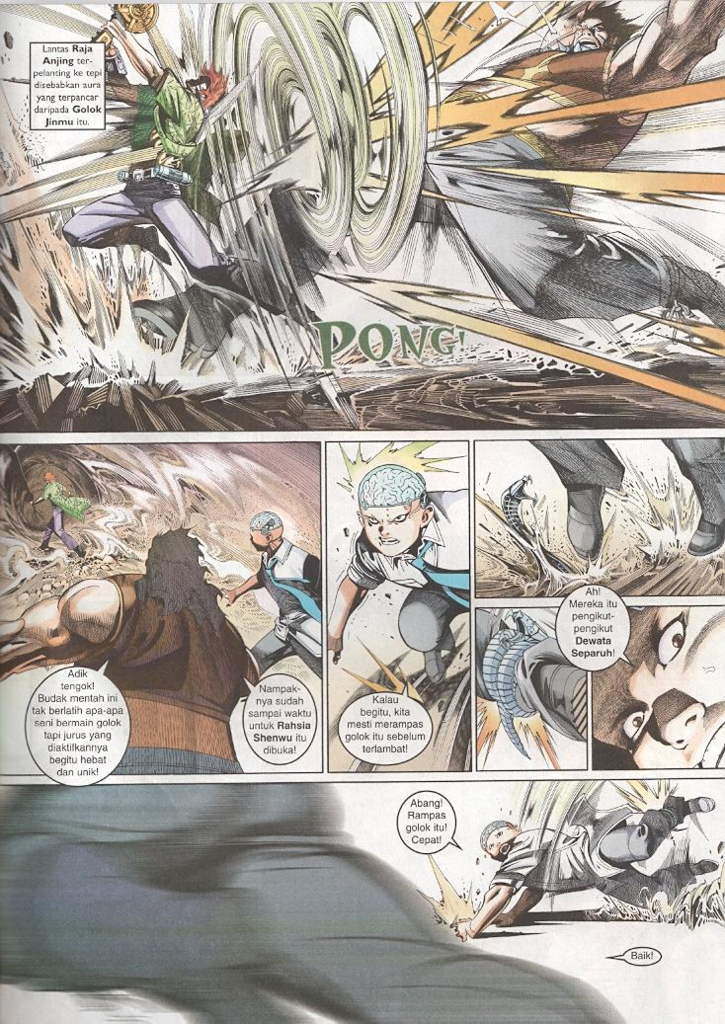 Lantas Raja
Anjing ter-
pelanting ke tepi
disebabkan aura
yang terpancar
daripada Golok
Jinmu itu.
PONG!
Adik
tengok!
Budak mentah ini
tak berlatih apa-apa
seni bermain golok
tapi jurus yang
diaktifkannya
begitu hebat
dan unik!
Nampak-
nya sudah
sampai waktu
untuk Rahsia
Shenwu itu
dibuka!
Kalau
begitu, kita
mesti merampas
golok itu sebelum
terlambat!
Ah!
Mereka itu
pengikut-
pengikut
Dewata
Separuh!
Abang!
Rampas
golok itu!
Cepat!
Baik!